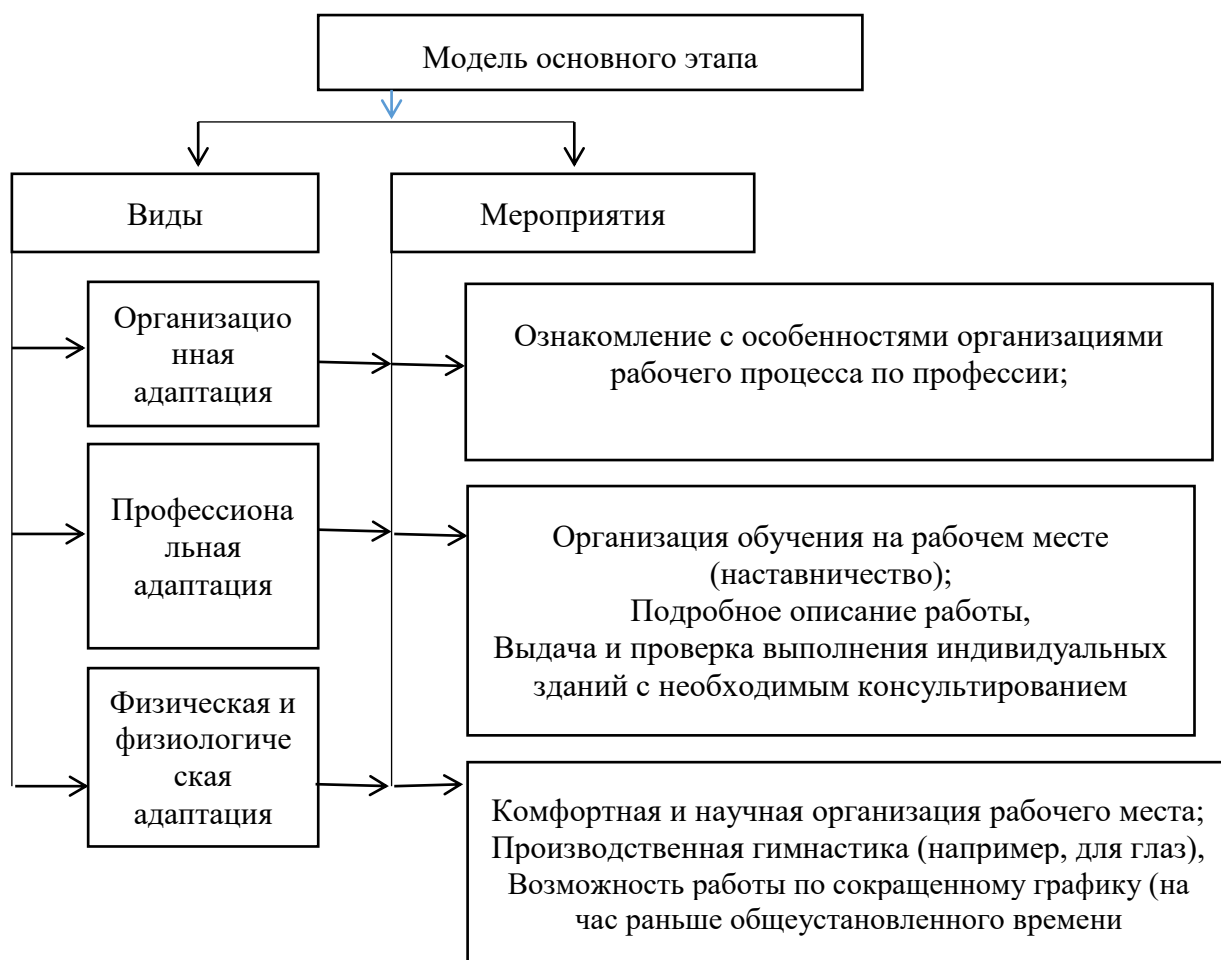 Модель основного этапа
Виды
Мероприятия
Организацио
нная
адаптация
Ознакомление с особенностями организациями
рабочего процесса по профессии;
Профессиона
льная
адаптация
Организация обучения на рабочем месте
(наставничество);
Подробное описание работы,
Выдача и проверка выполнения индивидуальных
зданий с необходимым консультированием
Физическая и
физиологиче
ская
адаптация
Комфортная и научная организация рабочего места;
Производственная гимнастика (например, для глаз),
Возможность работы по сокращенному графику (на
час раньше общеустановленного времени